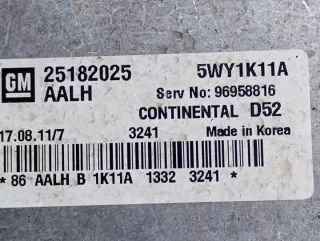 GM 25182025 5WY1K11A
AALH Serv No: 96958816
CONTINENTAL D52
17.08.11/7 3241 Made in Korea
* 86 AALH B 1K11A 1332 3241 *